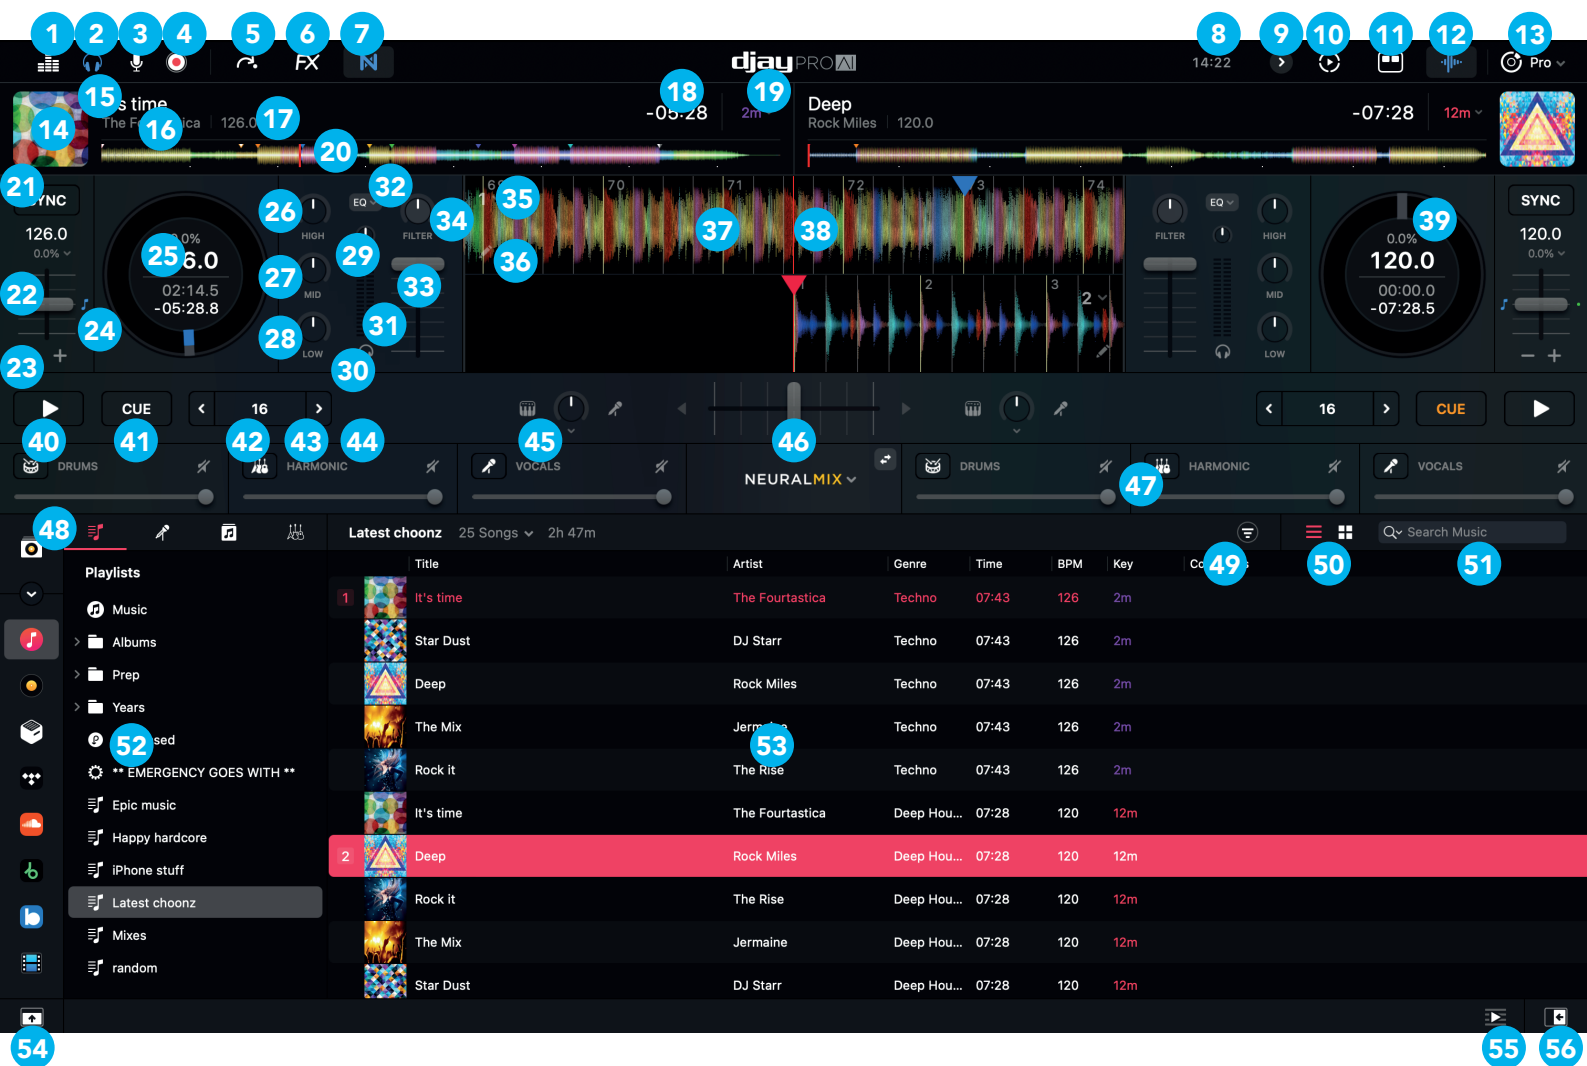 1 2 3 4 5 6 7 8 9 10 11 12 13
FX
djay PRO AI
14:22
Pro
14 15 16 17 18 19 20
s time
126.0
-05:28
2m
Deep
Rock Miles
120.0
-07:28
12m
21 22 23 24 25 26 27 28 29 30 31 32 33 34 35 36 37 38 39
126.0
0.0%
02:14.5
-05:28.8
HIGH
MID
LOW
EQ
FILTER
1
70 71 72 74
1 2 3
2
FILTER
EQ
HIGH
MID
LOW
0.0%
120.0
00:00.0
-07:28.5
SYNC
120.0
0.0%
CUE
16
16
CUE
40 41 42 43 44 45 46 47
DRUMS
HARMONIC
VOCALS
NEURALMIX
DRUMS
HARMONIC
VOCALS
48 49 50 51
Latest choonz 25 Songs 2h 47m
Search Music
Playlists
Music
Albums
Prep
Years
52
sed
** EMERGENCY GOES WITH **
Epic music
Happy hardcore
iPhone stuff
Latest choonz
Mixes
random
Title Artist Genre Time BPM Key
1 It's time The Fourtastica Techno 07:43 126 2m
Star Dust DJ Starr Techno 07:43 126 2m
Deep Rock Miles Techno 07:43 126 2m
The Mix Techno 07:43 126 2m
53
Rock it The Rise Techno 07:43 126 2m
It's time The Fourtastica Deep Hou... 07:28 120 12m
2 Deep Rock Miles Deep Hou... 07:28 120 12m
Rock it The Rise Deep Hou... 07:28 120 12m
The Mix Jermaine Deep Hou... 07:28 120 12m
Star Dust DJ Starr Deep Hou... 07:28 120 12m
54 55 56